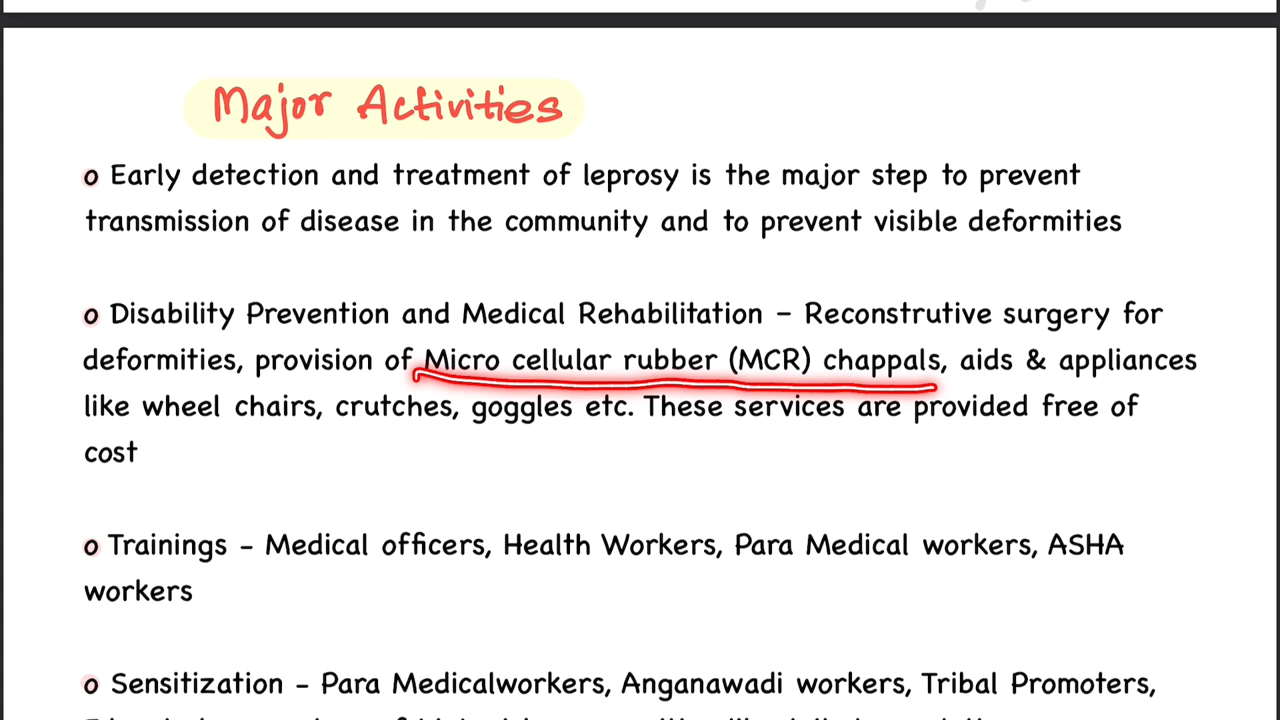 Major Activities
o Early detection and treatment of leprosy is the major step to prevent
transmission of disease in the community and to prevent visible deformities
o Disability Prevention and Medical Rehabilitation – Reconstrutive surgery for
deformities, provision of Micro cellular rubber (MCR) chappals, aids & appliances
like wheel chairs, crutches, goggles etc. These services are provided free of
cost
o Trainings – Medical officers, Health Workers, Para Medical workers, ASHA
workers
o Sensitization – Para Medicalworkers, Anganawadi workers, Tribal Promoters,